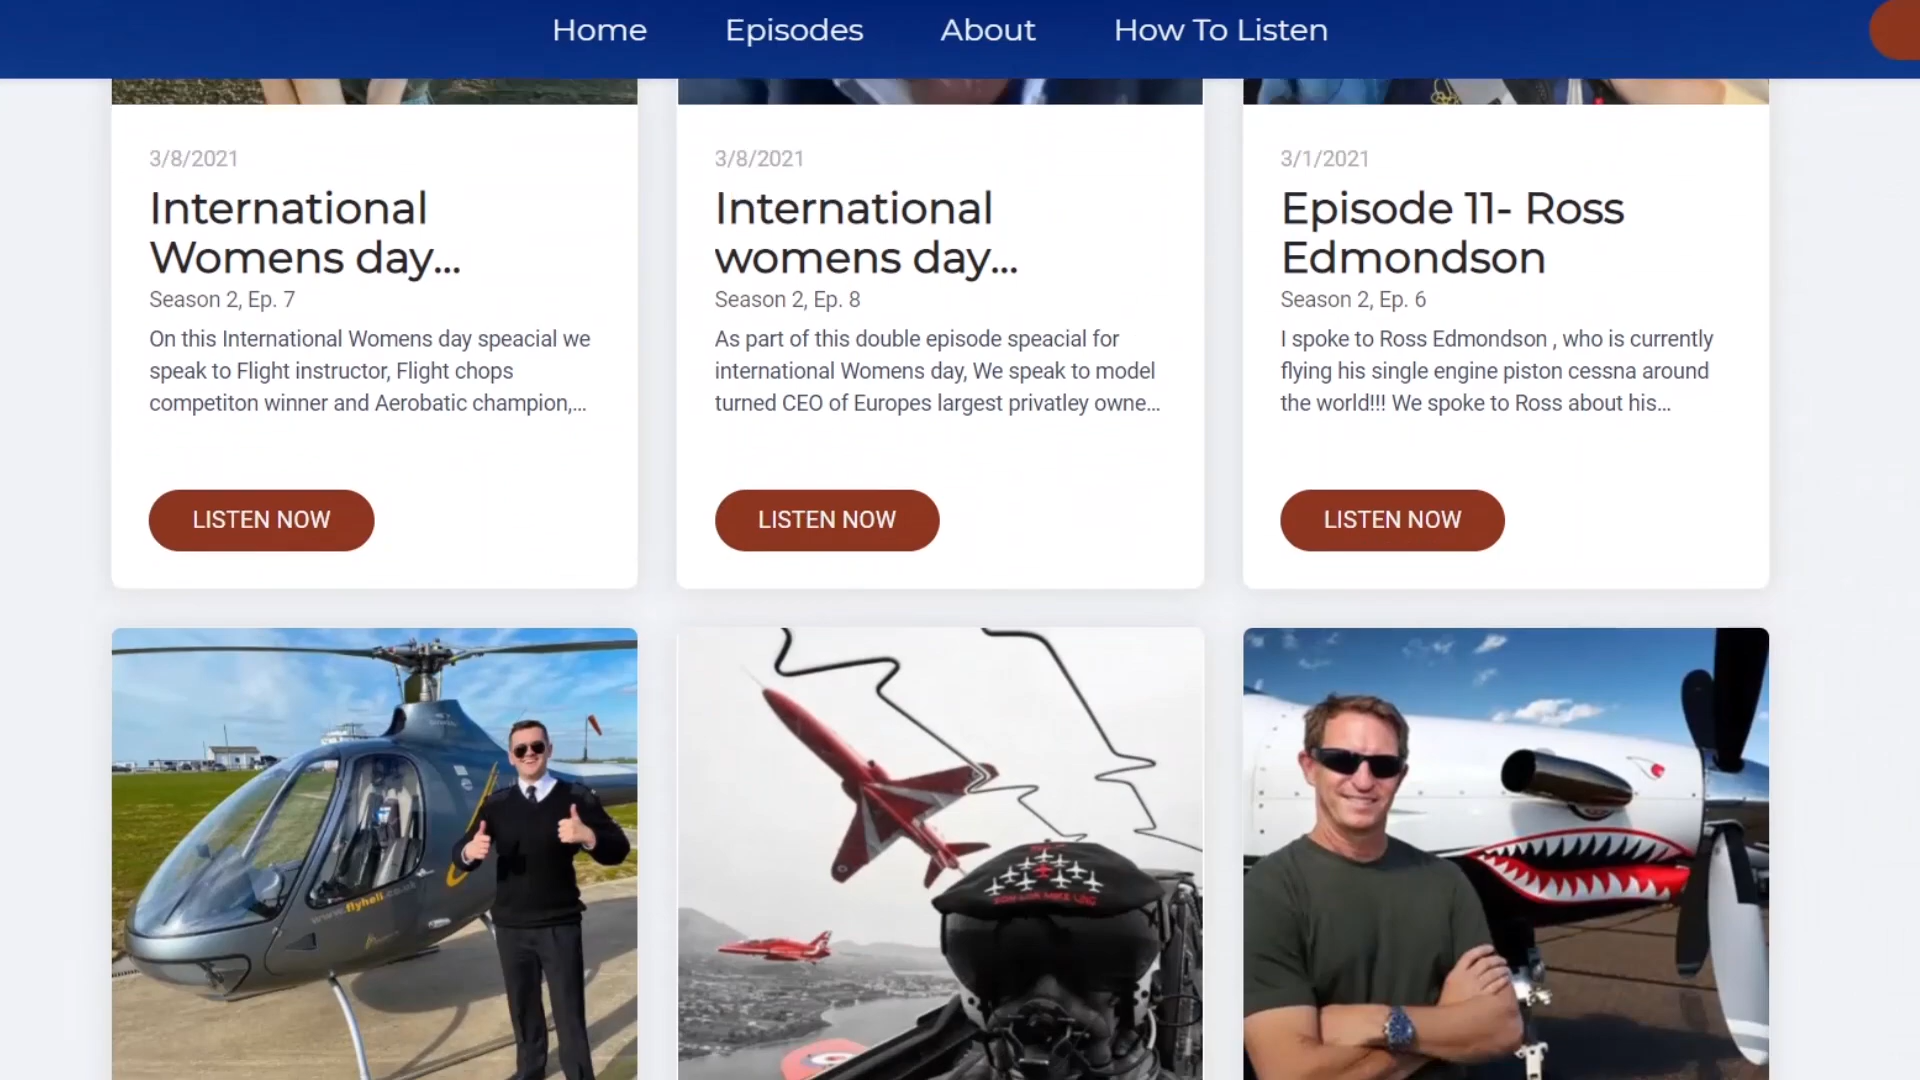 Home Episodes About How To Listen
3/8/2021
International
Womens day...
Season 2, Ep. 7
On this International Womens day speacial we
speak to Flight instructor, Flight chops
competiton winner and Aerobatic champion,...
LISTEN NOW
3/8/2021
International
womens day...
Season 2, Ep. 8
As part of this double episode speacial for
international Womens day, We speak to model
turned CEO of Europes largest privatley owne...
LISTEN NOW
3/1/2021
Episode 11- Ross
Edmondson
Season 2, Ep. 6
I spoke to Ross Edmondson , who is currently
flying his single engine piston cessna around
the world!!! We spoke to Ross about his...
LISTEN NOW
www.flyheli.co.uk